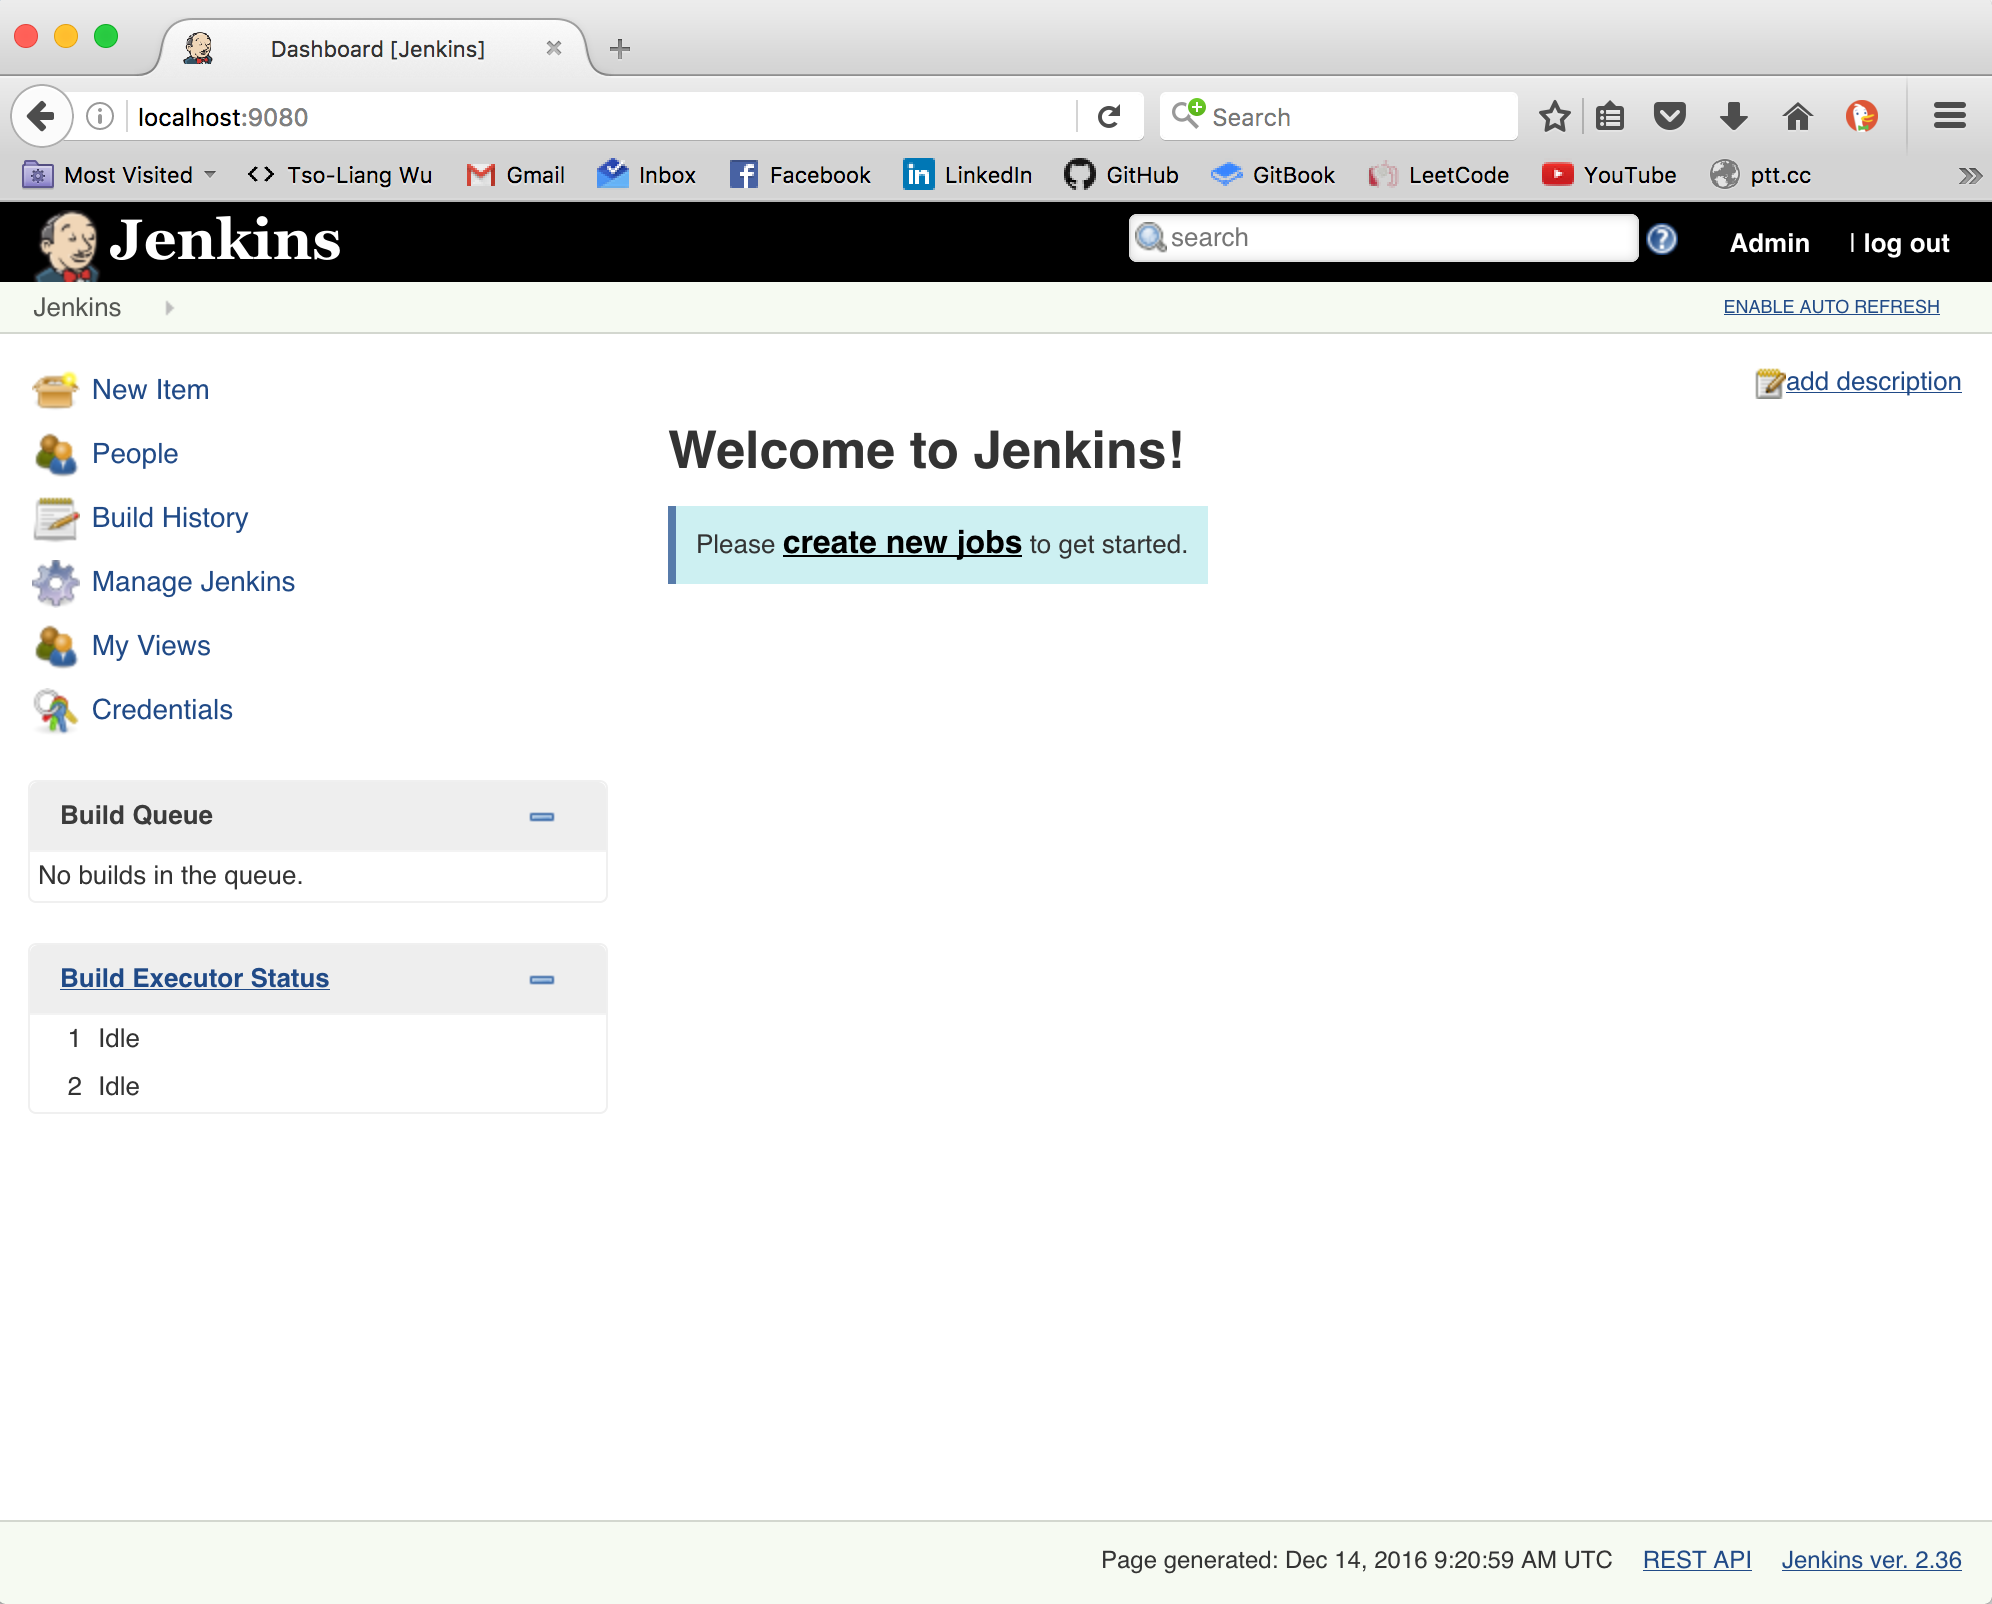 Dashboard [Jenkins]
localhost:9080
Search
Most Visited
Tso-Liang Wu
Gmail
Inbox
Facebook
LinkedIn
GitHub
GitBook
LeetCode
YouTube
ptt.cc
Jenkins
search
Admin
| log out
Jenkins
ENABLE AUTO REFRESH
New Item
People
Build History
Manage Jenkins
My Views
Credentials
add description
Welcome to Jenkins!
Please create new jobs to get started.
Build Queue
No builds in the queue.
Build Executor Status
1 Idle
2 Idle
Page generated: Dec 14, 2016 9:20:59 AM UTC
REST API
Jenkins ver. 2.36